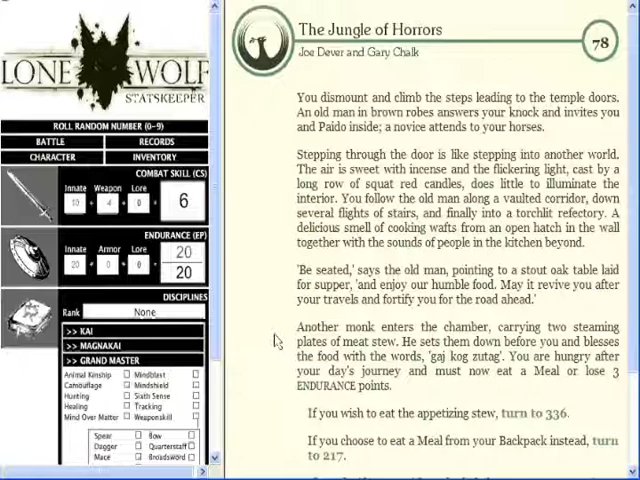 LONE WOLF
STATSKEEPER
ROLL RANDOM NUMBER (0-9)
BATTLE RECORDS
CHARACTER INVENTORY
COMBAT SKILL (CS)
Innate Weapon Lore
10 + 4 + 0 6
ENDURANCE (EP)
Innate Armor Lore
20 + 0 + 0 20
20
DISCIPLINES
Rank None
>> KAI
>> MAGNAKAI
>> GRAND MASTER
Animal Kinship Mindblast
Camouflage Mindshield
Hunting Sixth Sense
Healing Tracking
Mind Over Matter Weaponskill
Spear Bow
Dagger Quarterstaff
Mace Broadsword
The Jungle of Horrors
Joe Dever and Gary Chalk
78
You dismount and climb the steps leading to the temple doors.
An old man in brown robes answers your knock and invites you
and Paido inside; a novice attends to your horses.
Stepping through the door is like stepping into another world.
The air is sweet with incense and the flickering light, cast by a
long row of squat red candles, does little to illuminate the
interior. You follow the old man along a vaulted corridor, down
several flights of stairs, and finally into a torchlit refectory. A
delicious smell of cooking wafts from an open hatch in the wall
together with the sounds of people in the kitchen beyond.
'Be seated,' says the old man, pointing to a stout oak table laid
for supper, 'and enjoy our humble food. May it revive you after
your travels and fortify you for the road ahead.'
Another monk enters the chamber, carrying two steaming
plates of meat stew. He sets them down before you and blesses
the food with the words, 'gaj kog zutag'. You are hungry after
your day's journey and must now eat a Meal or lose 3
ENDURANCE points.
If you wish to eat the appetizing stew, turn to 336.
If you choose to eat a Meal from your Backpack instead, turn
to 217.